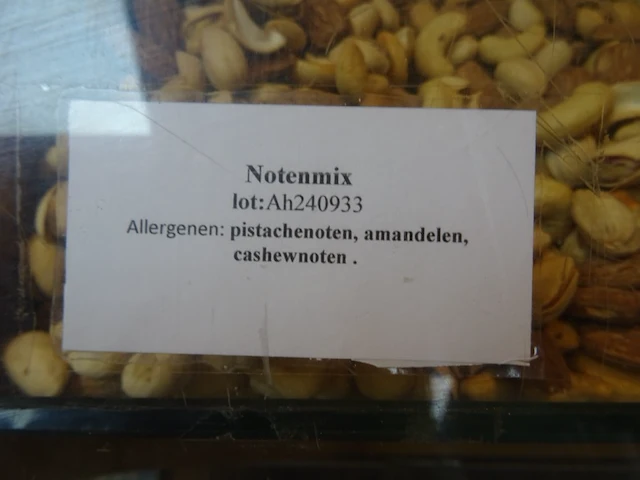 Notenmix
lot:Ah240933
Allergenen: pistachenoten, amandelen,
cashewnoten .